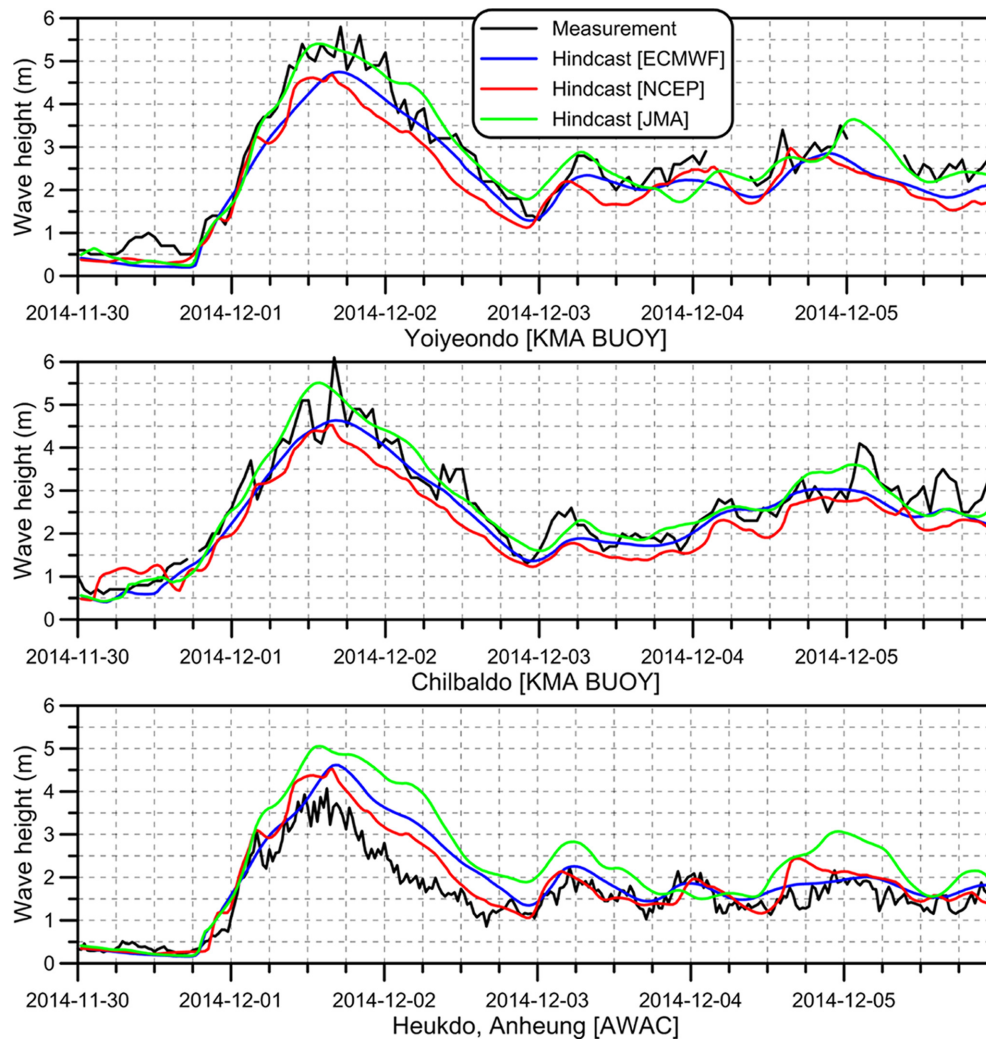 Measurement
Hindcast [ECMWF]
Hindcast [NCEP]
Hindcast [JMA]
Wave height (m)
6
5
4
3
2
1
0
2014-11-30 2014-12-01 2014-12-02 2014-12-03 2014-12-04 2014-12-05
Yoiyeondo [KMA BUOY]
Wave height (m)
6
5
4
3
2
1
0
2014-11-30 2014-12-01 2014-12-02 2014-12-03 2014-12-04 2014-12-05
Chilbaldo [KMA BUOY]
Wave height (m)
6
5
4
3
2
1
0
2014-11-30 2014-12-01 2014-12-02 2014-12-03 2014-12-04 2014-12-05
Heukdo, Anheung [AWAC]